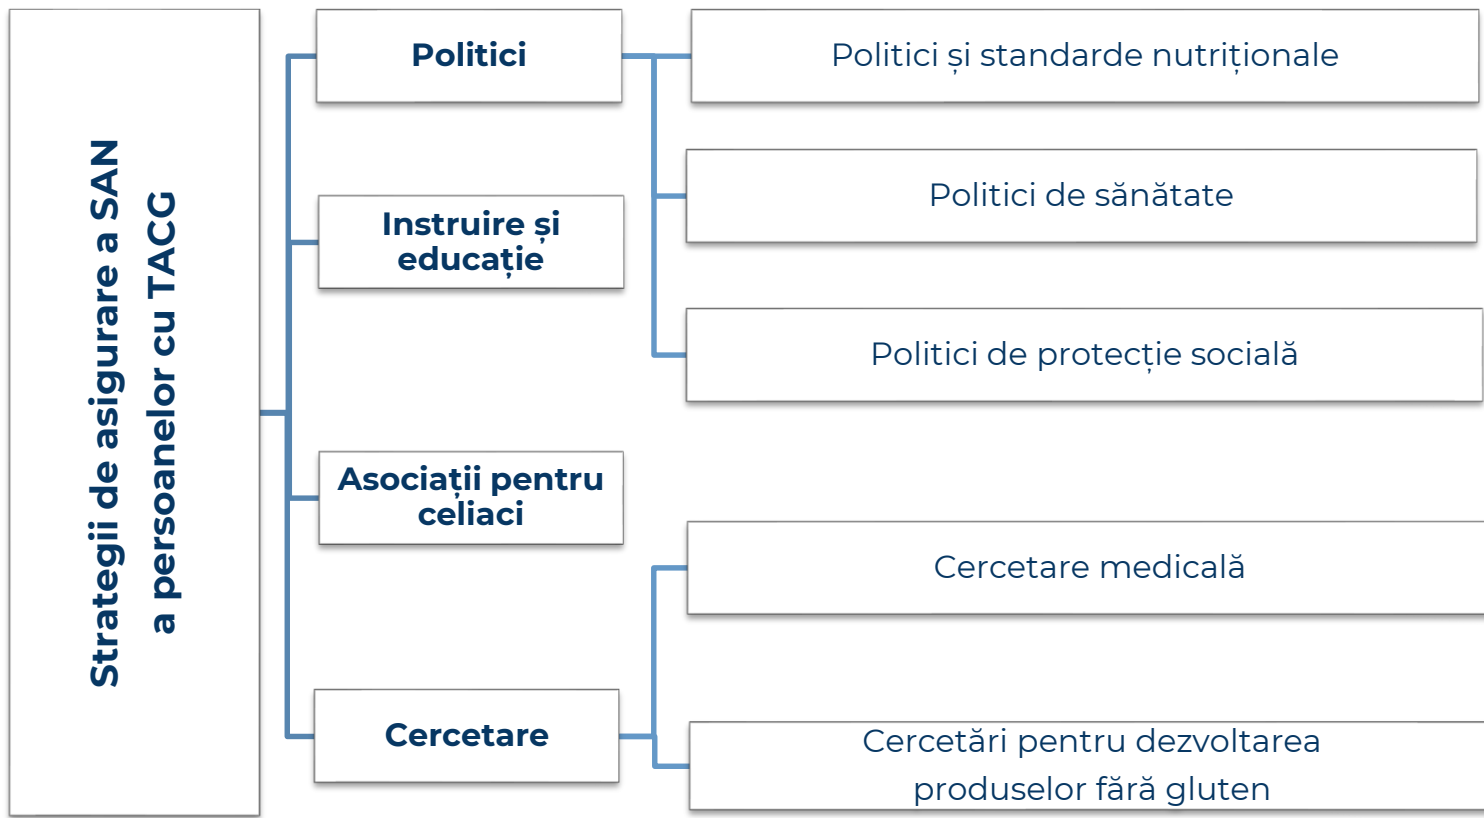 Strategii de asigurare a SAN
a persoanelor cu TACG
Politici
Politici și standarde nutriționale
Politici de sănătate
Politici de protecție socială
Instruire și
educație
Asociații pentru
celiaci
Cercetare
Cercetare medicală
Cercetări pentru dezvoltarea
produselor fără gluten